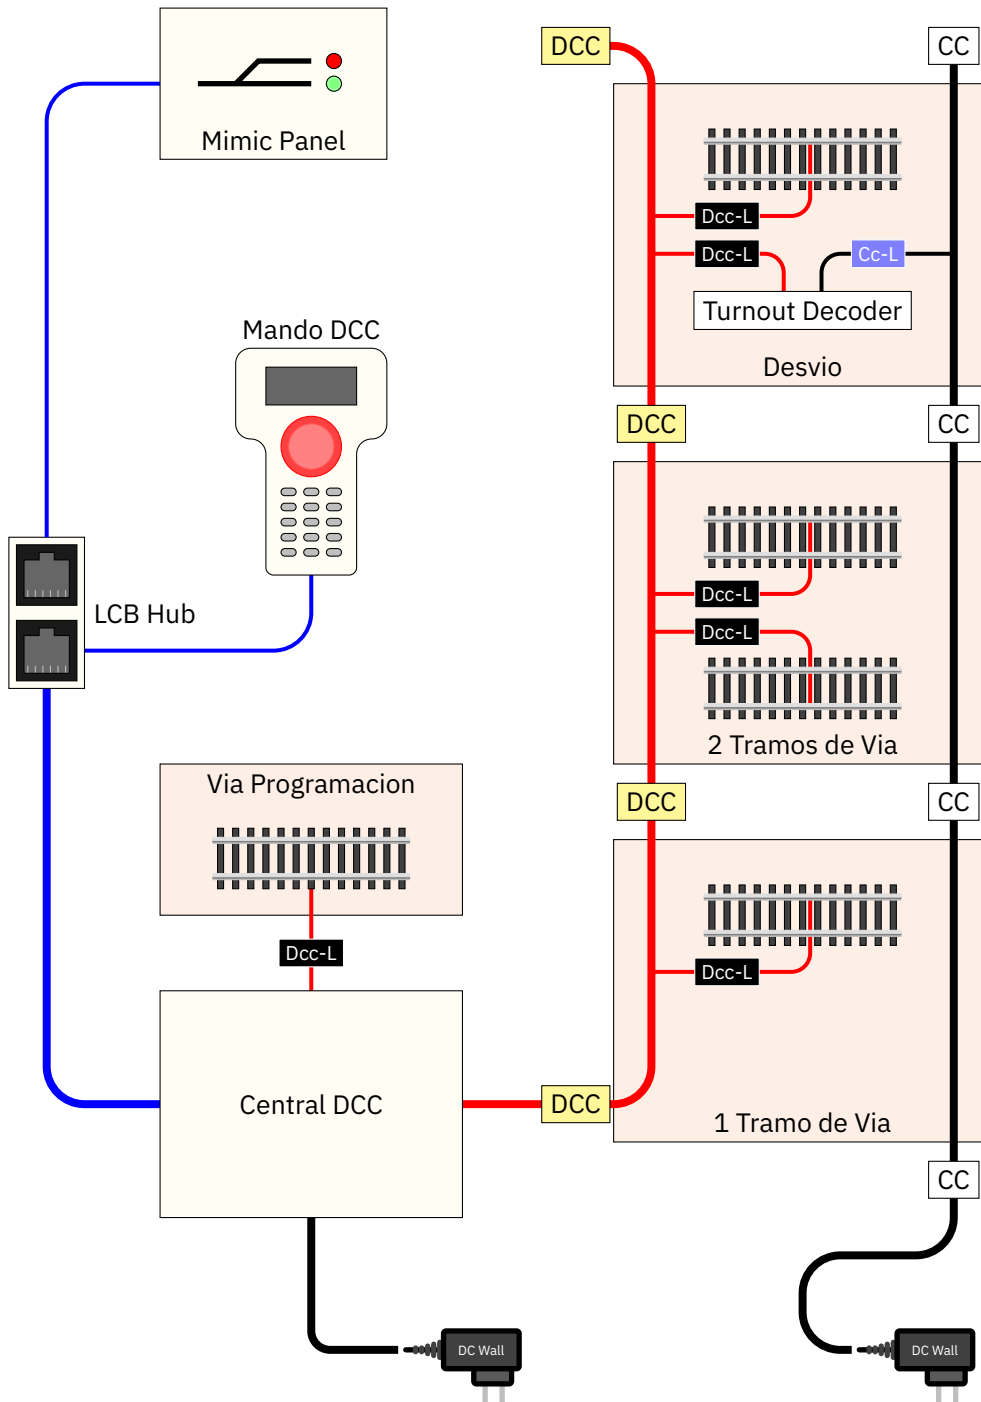 DCC
CC
Mimic Panel
Dcc-L
Dcc-L
Cc-L
Turnout Decoder
Mando DCC
Desvio
DCC
CC
Dcc-L
LCB Hub
Dcc-L
2 Tramos de Via
Via Programacion
DCC
CC
Dcc-L
Dcc-L
Central DCC
DCC
1 Tramo de Via
CC
DC Wall
DC Wall